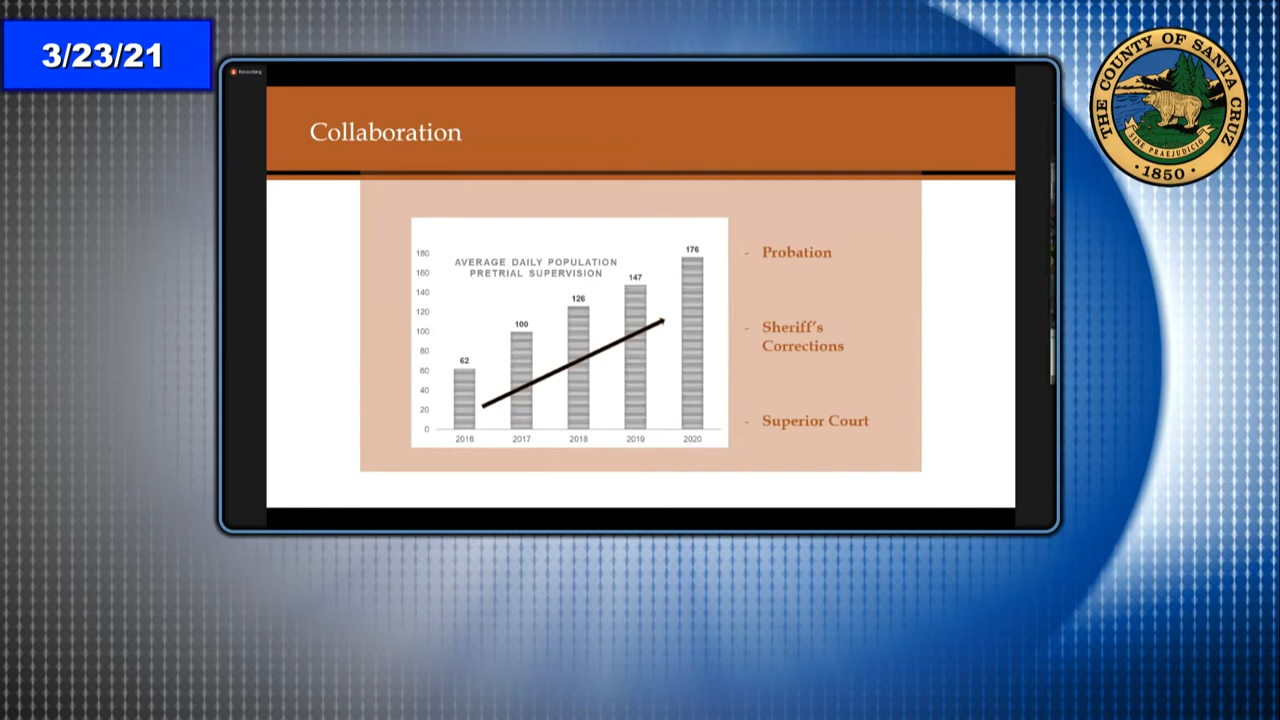 3/23/21
Recording
THE COUNTY OF SANTA CRUZ
SINE PRAEJUDICIO
• 1850 •
Collaboration
AVERAGE DAILY POPULATION
PRETRIAL SUPERVISION
180
160
140
120
100
80
60
40
20
0
62
100
126
147
176
2016 2017 2018 2019 2020
- Probation
- Sheriff's
Corrections
- Superior Court